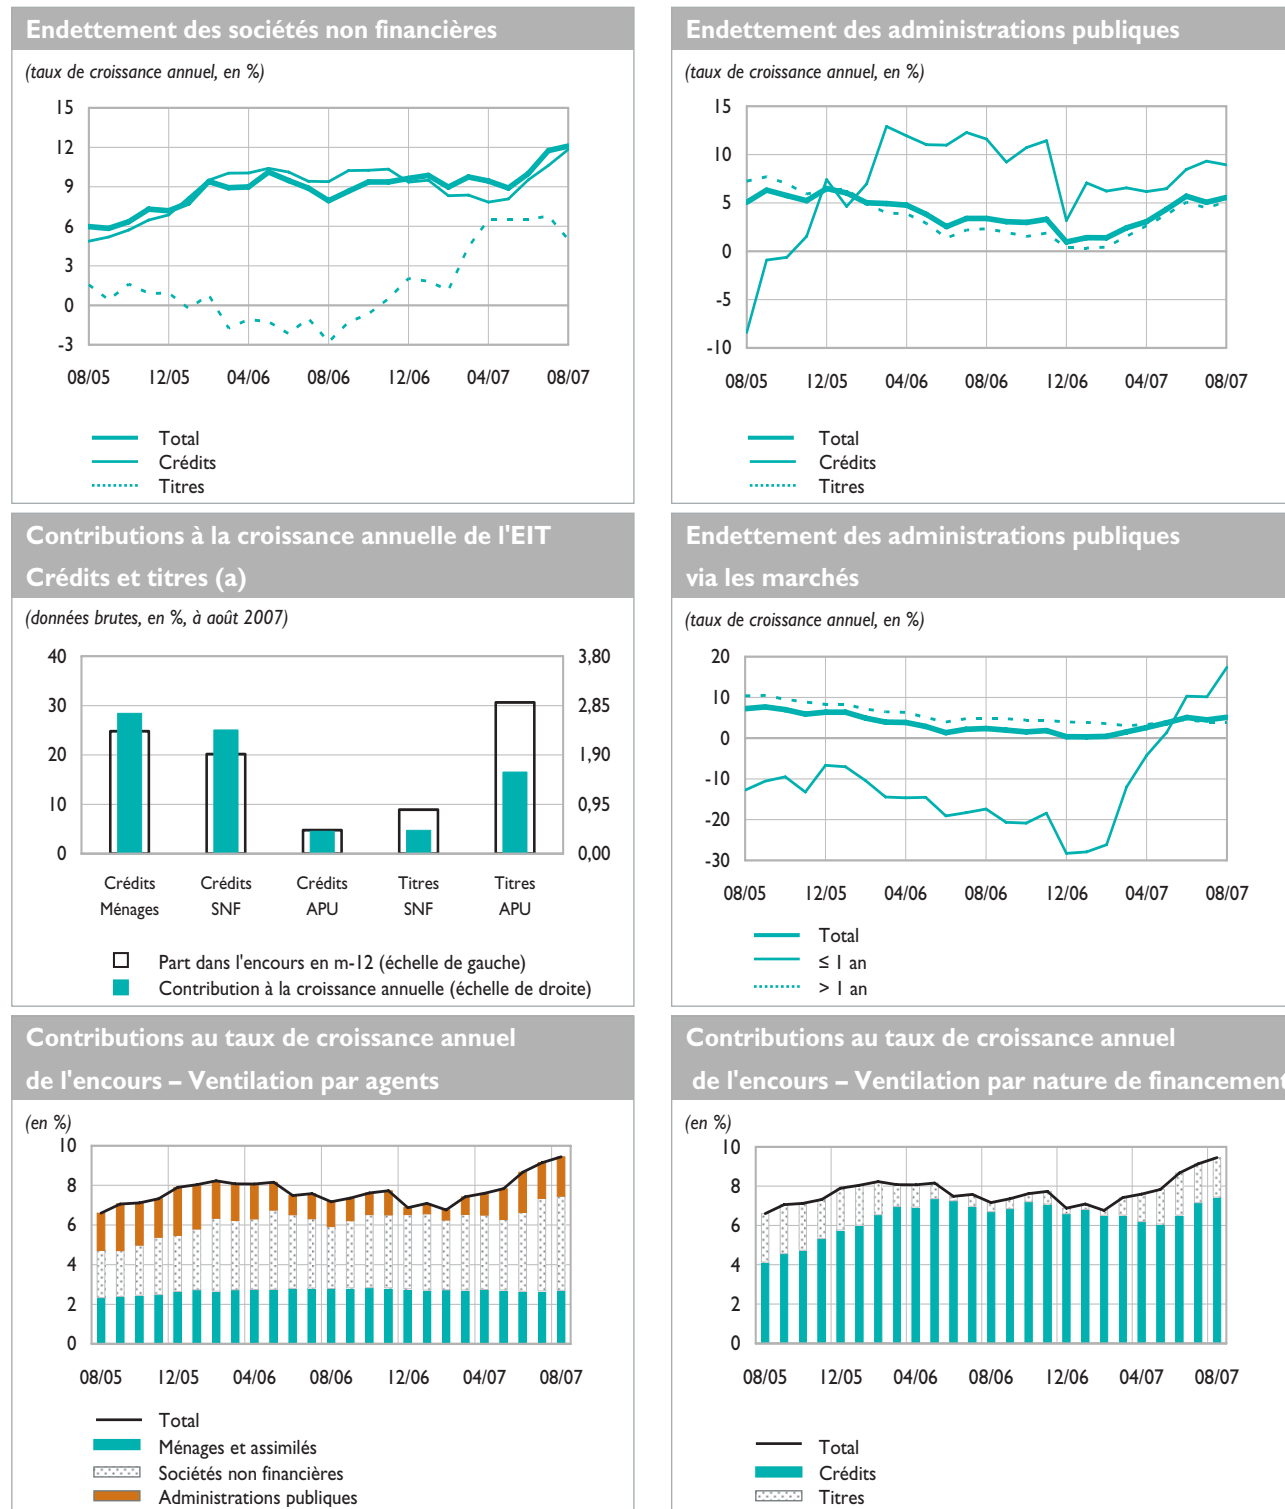 Endettement des sociétés non financières
(taux de croissance annuel, en %)
15
12
9
6
3
0
-3
08/05 12/05 04/06 08/06 12/06 04/07 08/07
Total
Crédits
Titres
Endettement des administrations publiques
(taux de croissance annuel, en %)
15
10
5
0
-5
-10
08/05 12/05 04/06 08/06 12/06 04/07 08/07
Total
Crédits
Titres
Contributions à la croissance annuelle de l'EIT
Crédits et titres (a)
(données brutes, en %, à août 2007)
40 3,80
30 2,85
20 1,90
10 0,95
0 0,00
Crédits Crédits Crédits Titres Titres
Ménages SNF APU SNF APU
Part dans l'encours en m-12 (échelle de gauche)
Contribution à la croissance annuelle (échelle de droite)
Endettement des administrations publiques
via les marchés
(taux de croissance annuel, en %)
20
10
0
-10
-20
-30
08/05 12/05 04/06 08/06 12/06 04/07 08/07
Total
≤ 1 an
> 1 an
Contributions au taux de croissance annuel
de l'encours – Ventilation par agents
(en %)
10
8
6
4
2
0
08/05 12/05 04/06 08/06 12/06 04/07 08/07
Total
Ménages et assimilés
Sociétés non financières
Administrations publiques
Contributions au taux de croissance annuel
de l'encours – Ventilation par nature de financement
(en %)
10
8
6
4
2
0
08/05 12/05 04/06 08/06 12/06 04/07 08/07
Total
Crédits
Titres